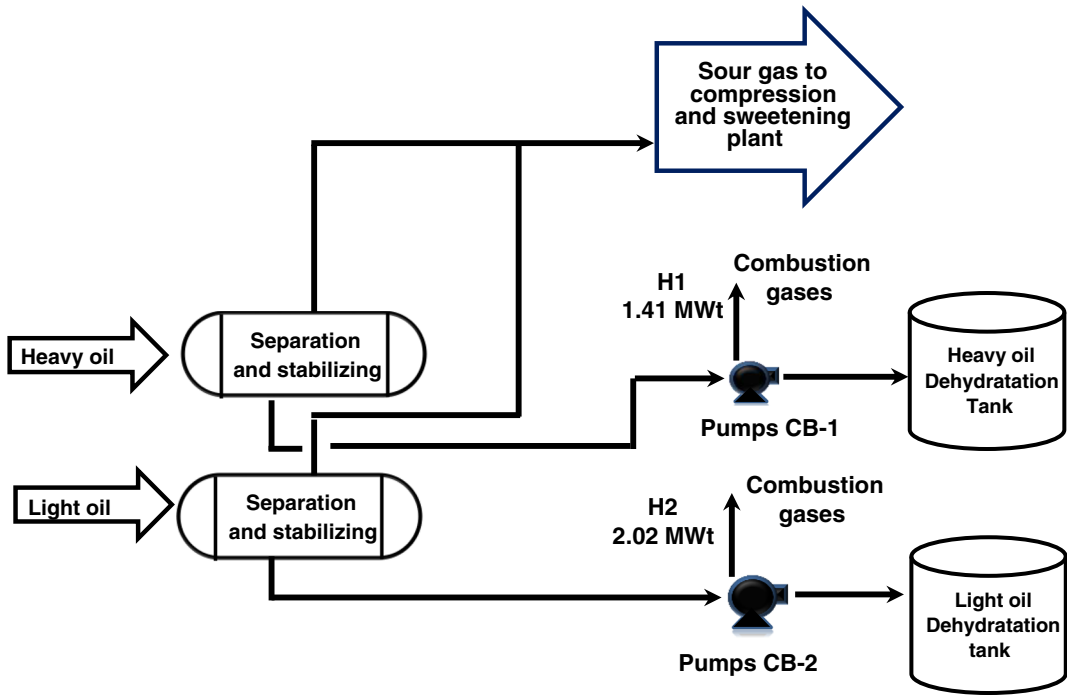 Sour gas to
compression
and sweetening
plant
H1
1.41 MWt
Combustion
gases
Heavy oil
Separation
and stabilizing
Heavy oil
Dehydratation
Tank
Pumps CB-1
Light oil
Separation
and stabilizing
H2
2.02 MWt
Combustion
gases
Light oil
Dehydratation
tank
Pumps CB-2